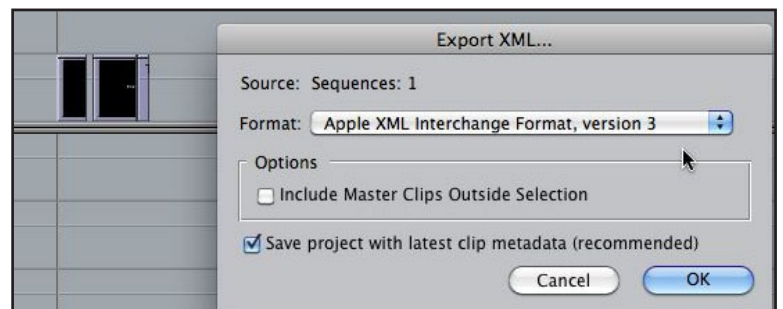 Export XML...
Source: Sequences: 1
Format: Apple XML Interchange Format, version 3
Options
Include Master Clips Outside Selection
Save project with latest clip metadata (recommended)
Cancel OK